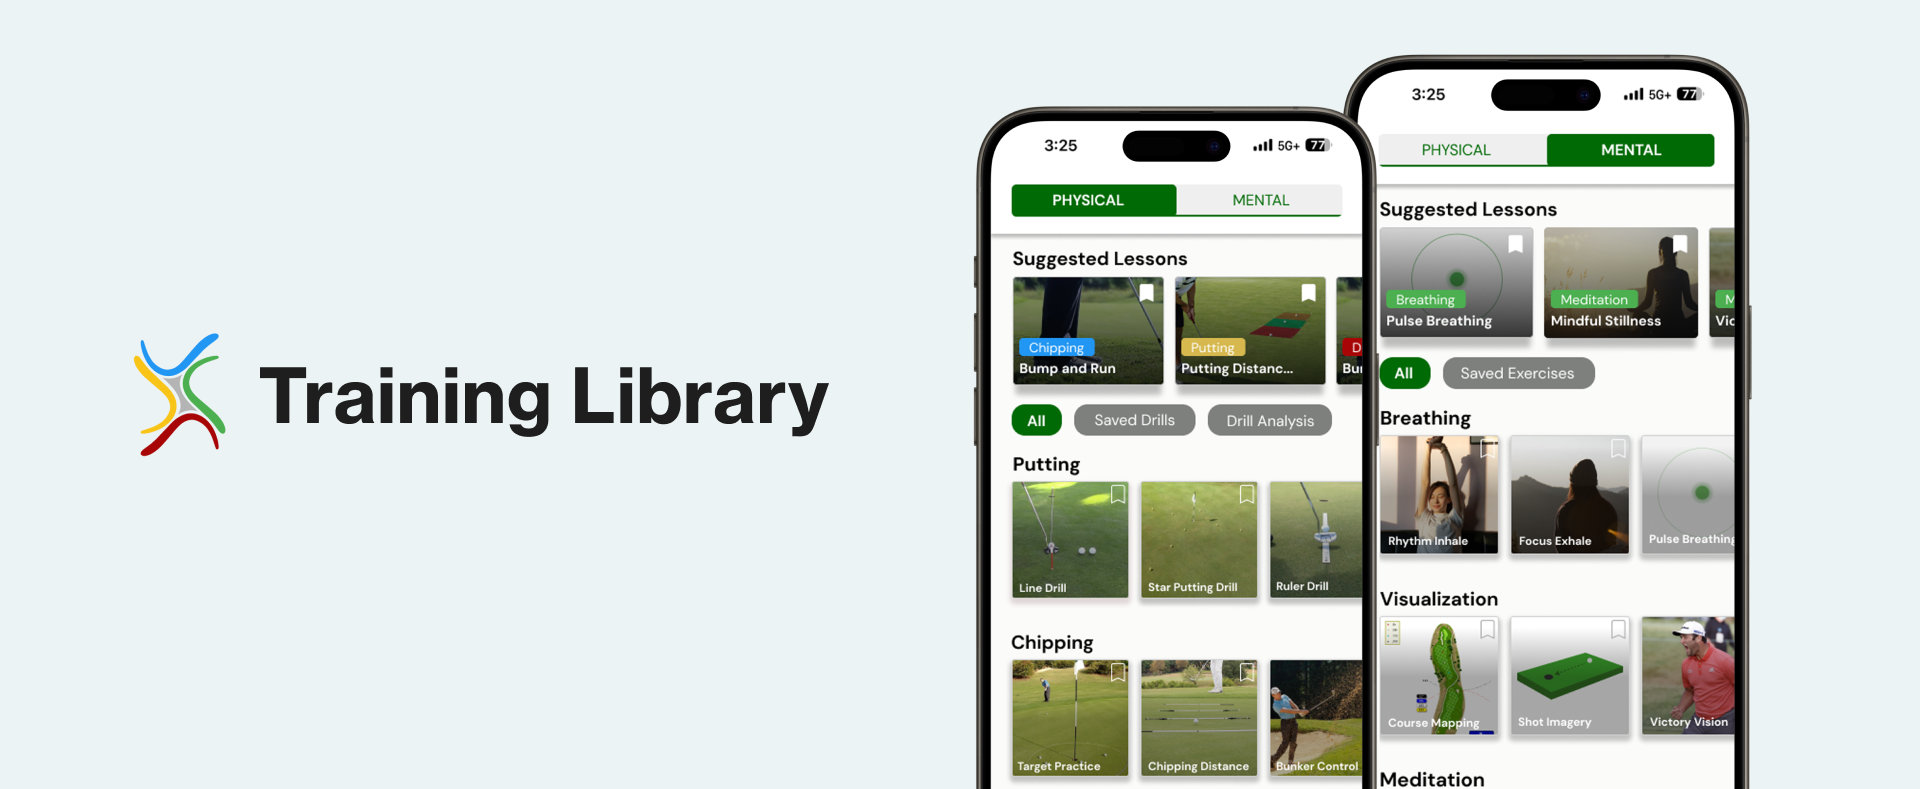 Training Library
3:25
5G+ 77
PHYSICAL MENTAL
Suggested Lessons
Chipping
Bump and Run
Putting
Putting Distanc...
All Saved Drills Drill Analysis
Putting
Line Drill
Star Putting Drill
Ruler Drill
Chipping
Target Practice
Chipping Distance
Bunker Control
3:25
5G+ 77
PHYSICAL MENTAL
Suggested Lessons
Breathing
Pulse Breathing
Meditation
Mindful Stillness
All Saved Exercises
Breathing
Rhythm Inhale
Focus Exhale
Pulse Breathing
Visualization
Course Mapping
Shot Imagery
Victory Vision
Meditation